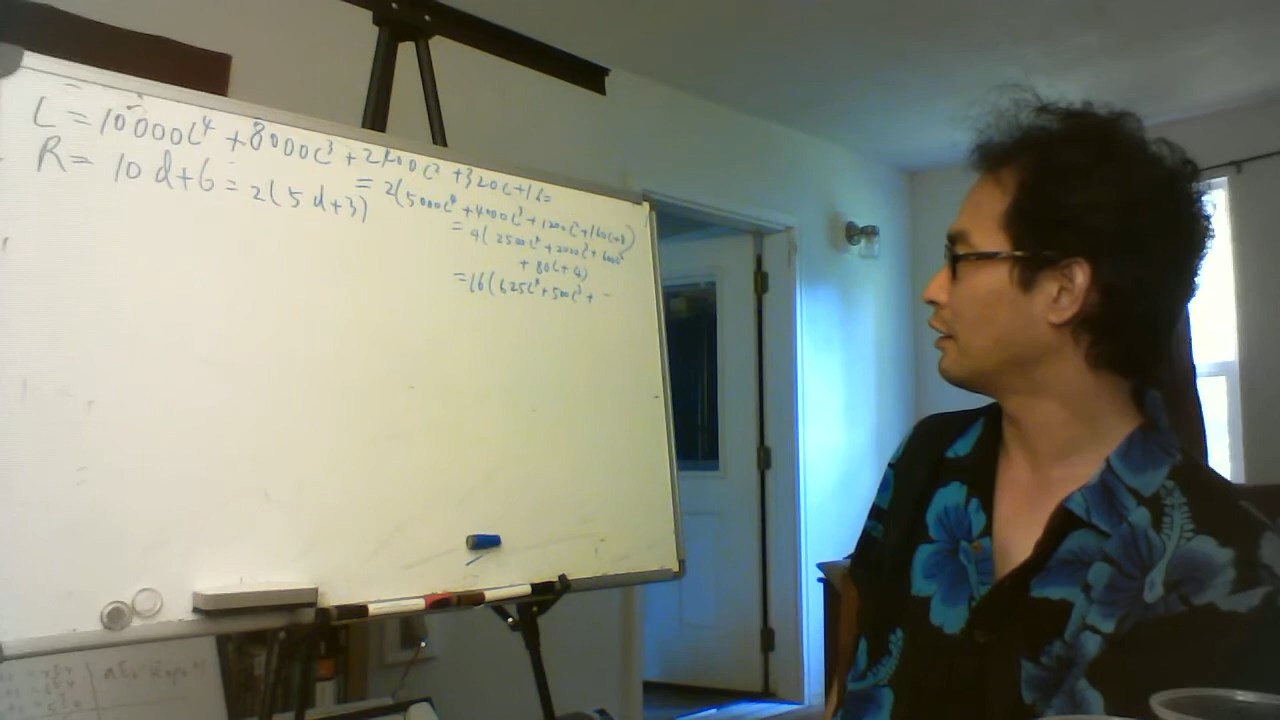 L = 10000c⁴ + 8000c³ + 2400c² + 320c + 16 =
R = 10d + 6 = 2(5d + 3)
= 2(5000c⁴ + 4000c³ + 1200c² + 160c + 8)
= 4(2500c⁴ + 2000c³ + 600c²
+ 80c + 4)
= 16(625c⁴ + 500c³ +